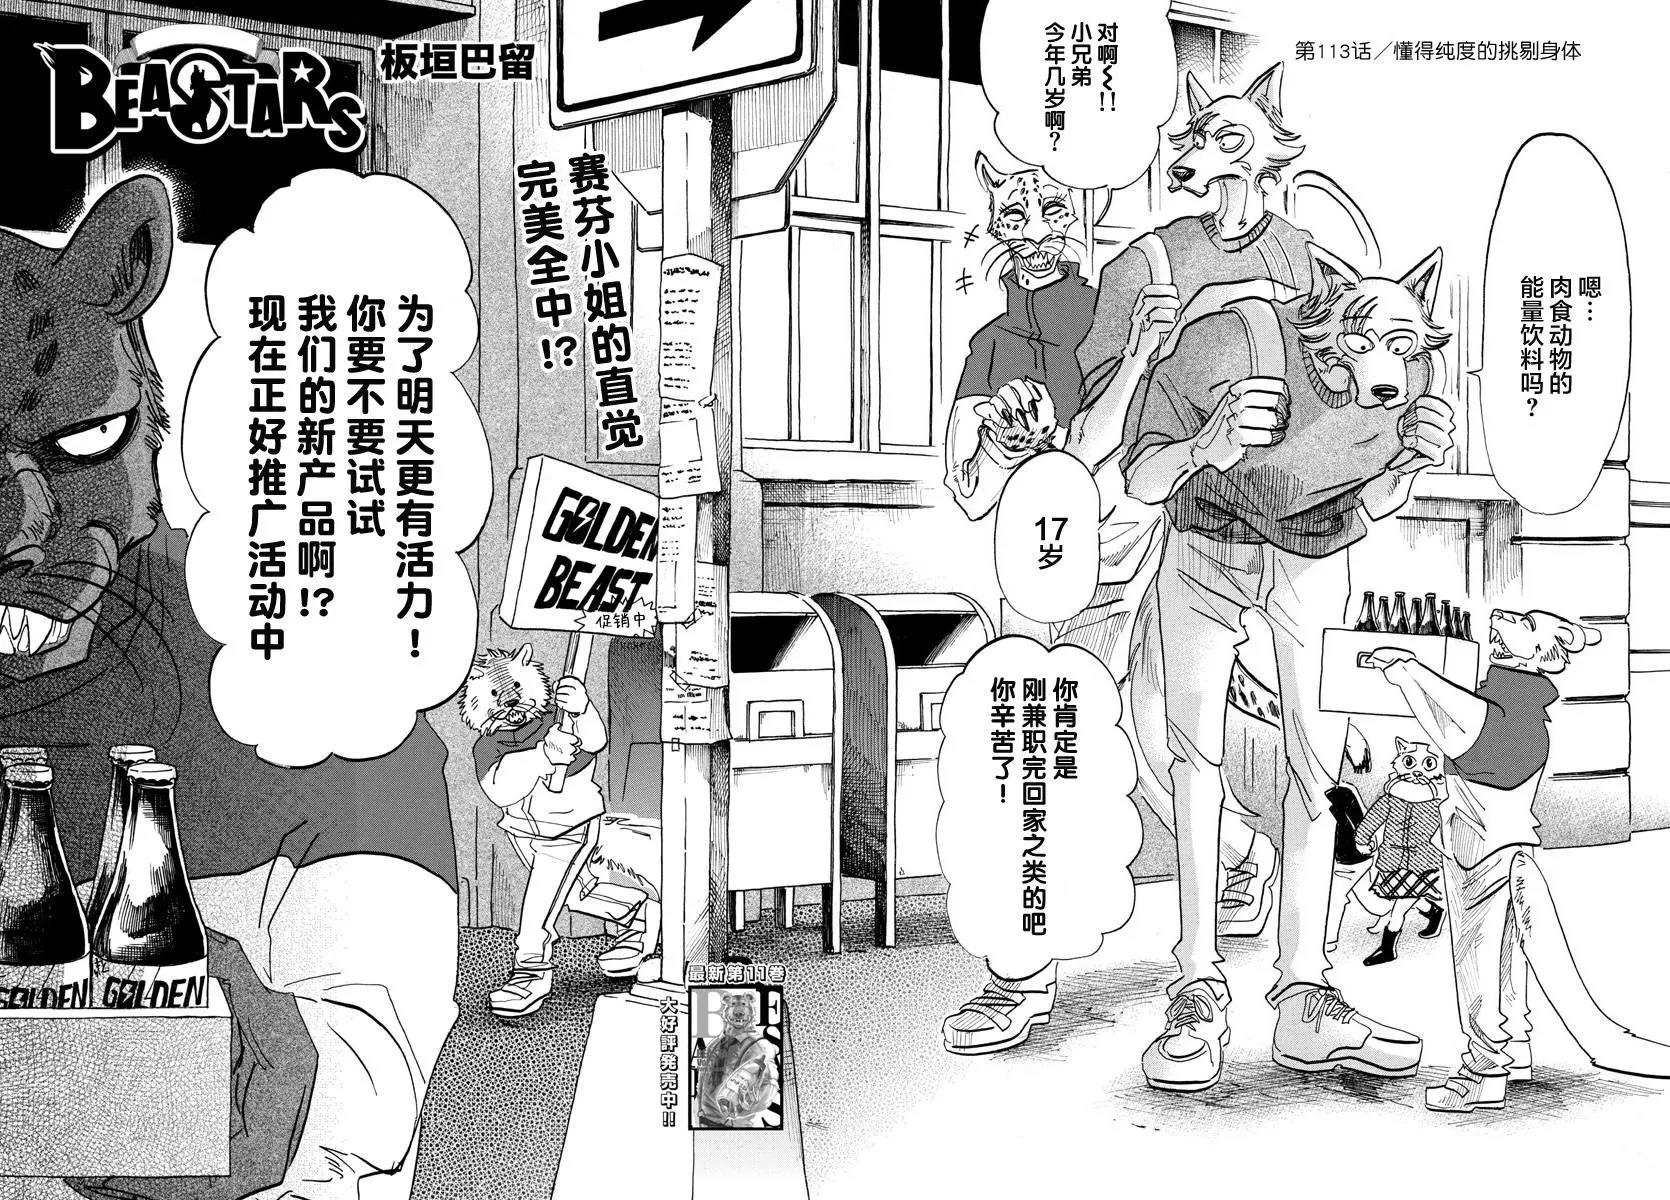 第113话／懂得纯度的挑剔身体
嗯…
肉食动物的
能量饮料吗?
对啊~!!
小兄弟
今年几岁啊?
17
岁
你肯定是
刚兼职完回家之类的吧
你辛苦了!
赛芬小姐的直觉
完美全中!?
BEASTARS
板垣巴留
为了明天更有活力!
你要不要试试
我们的新产品啊!?
现在正好推广活动中
GOLDEN
BEAST
促销中
GOLDEN
GOLDEN
最新第11卷
大好評発売中!!